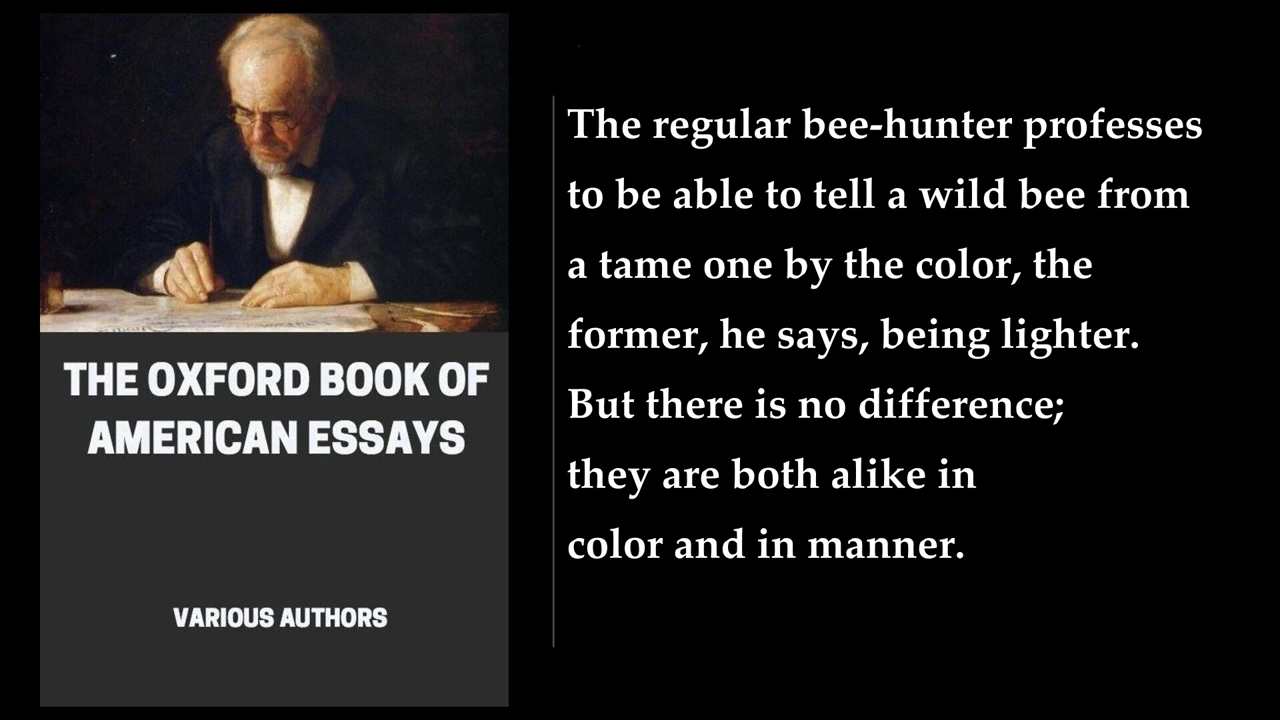 THE OXFORD BOOK OF
AMERICAN ESSAYS
VARIOUS AUTHORS
The regular bee-hunter professes
to be able to tell a wild bee from
a tame one by the color, the
former, he says, being lighter.
But there is no difference;
they are both alike in
color and in manner.